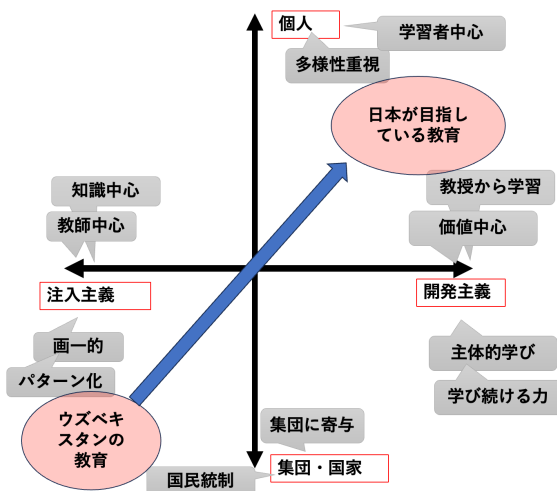 個人
学習者中心
多様性重視
日本が目指し
ている教育
知識中心
教師中心
教授から学習
価値中心
注入主義
開発主義
画一的
パターン化
主体的学び
学び続ける力
ウズベキ
スタンの
教育
集団に寄与
集団・国家
国民統制